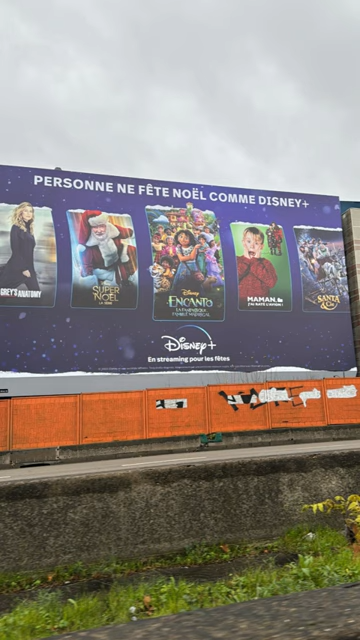 PERSONNE NE FÊTE NOËL COMME DISNEY+
GREY'S ANATOMY
SUPER
NOËL
LA SÉRIE
Disney
ENCANTO
LA FANTASTIQUE
FAMILLE MADRIGAL
MAMAN,
J'AI RATÉ L'AVION!
SANTA
& Cie
Disney+
En streaming pour les fêtes